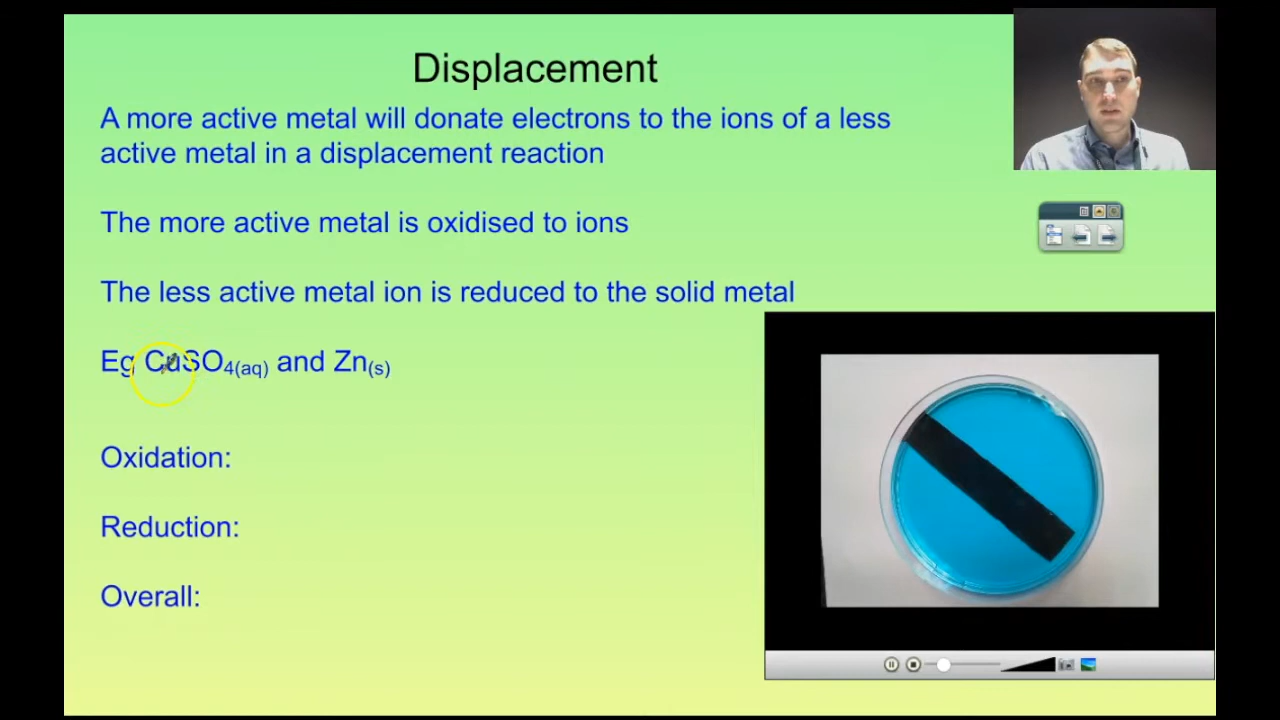 Displacement
A more active metal will donate electrons to the ions of a less
active metal in a displacement reaction
The more active metal is oxidised to ions
The less active metal ion is reduced to the solid metal
Eg CuSO₄₍aq₎ and Zn₍s₎
Oxidation:
Reduction:
Overall: